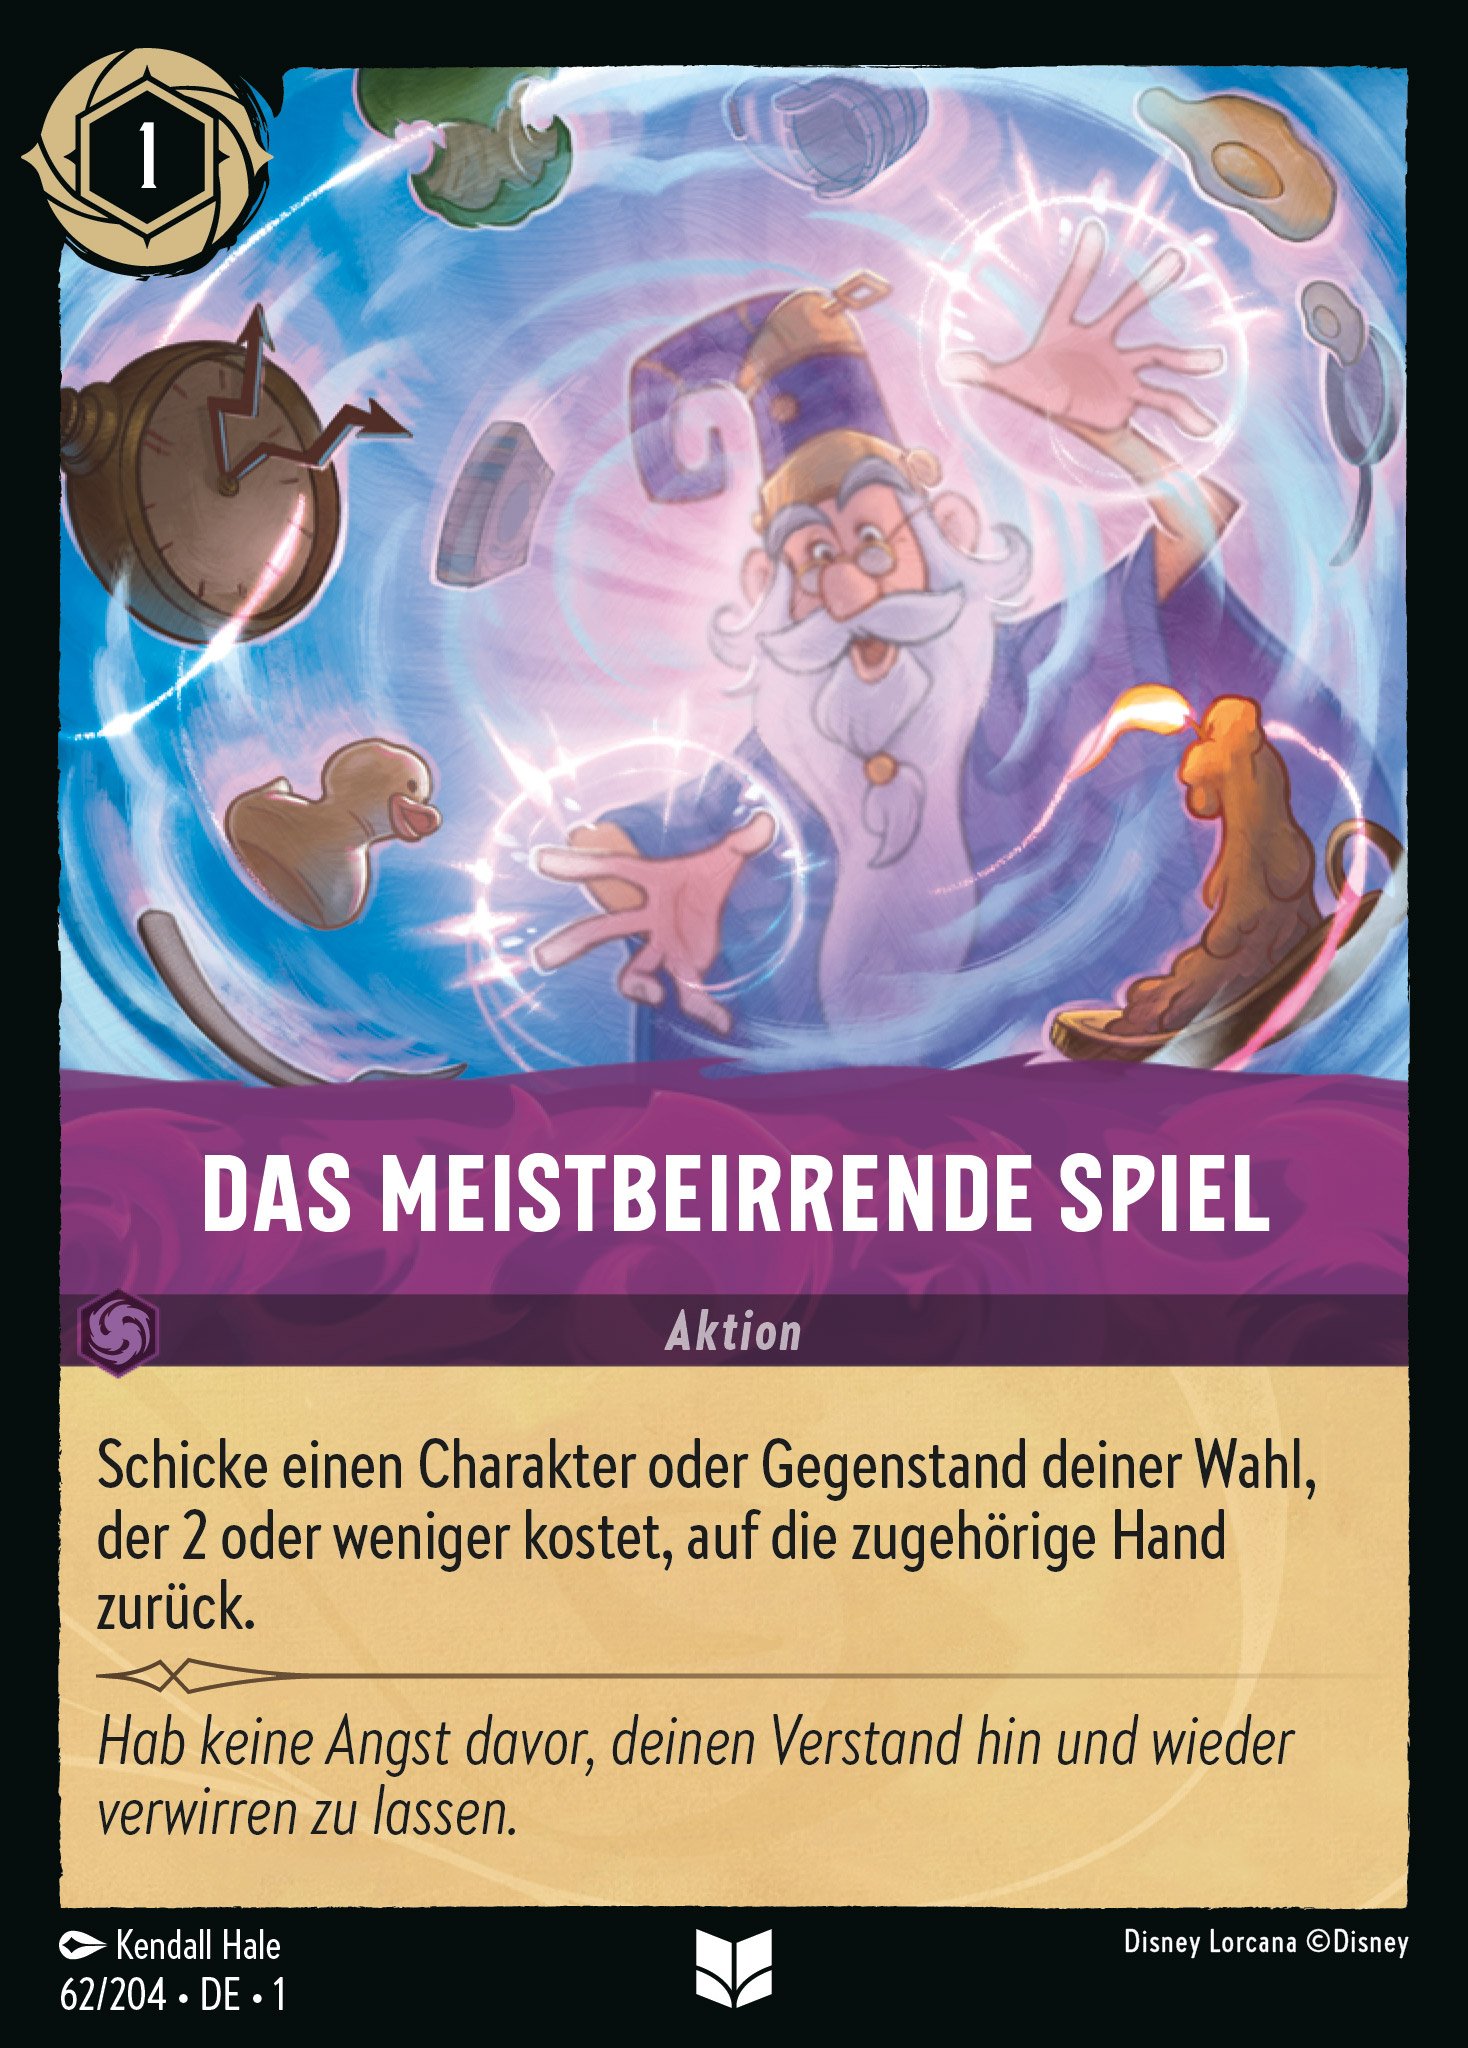 1
DAS MEISTBEIRRENDE SPIEL
Aktion
Schicke einen Charakter oder Gegenstand deiner Wahl,
der 2 oder weniger kostet, auf die zugehörige Hand
zurück.
Hab keine Angst davor, deinen Verstand hin und wieder
verwirren zu lassen.
Kendall Hale
Disney Lorcana ©Disney
62/204 • DE • 1